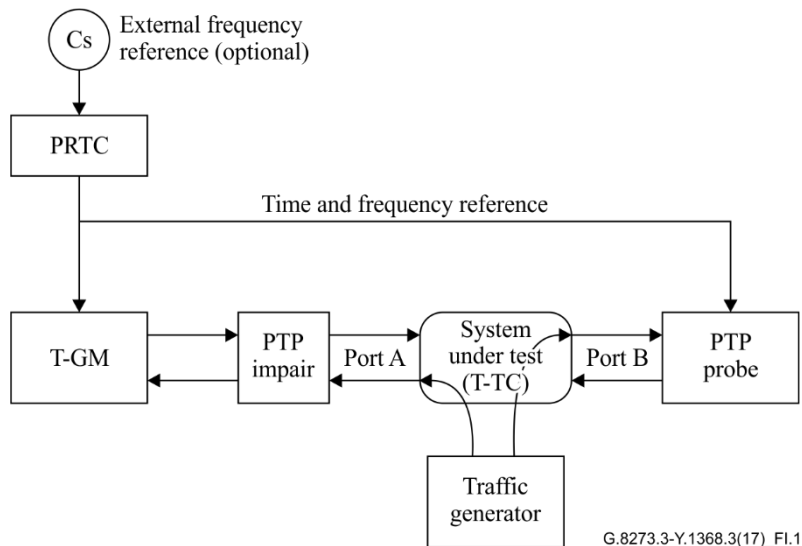 Cs
External frequency
reference (optional)
PRTC
Time and frequency reference
T-GM
PTP
impair
Port A
System
under test
(T-TC)
Port B
PTP
probe
Traffic
generator
G.8273.3-Y.1368.3(17)_FI.1